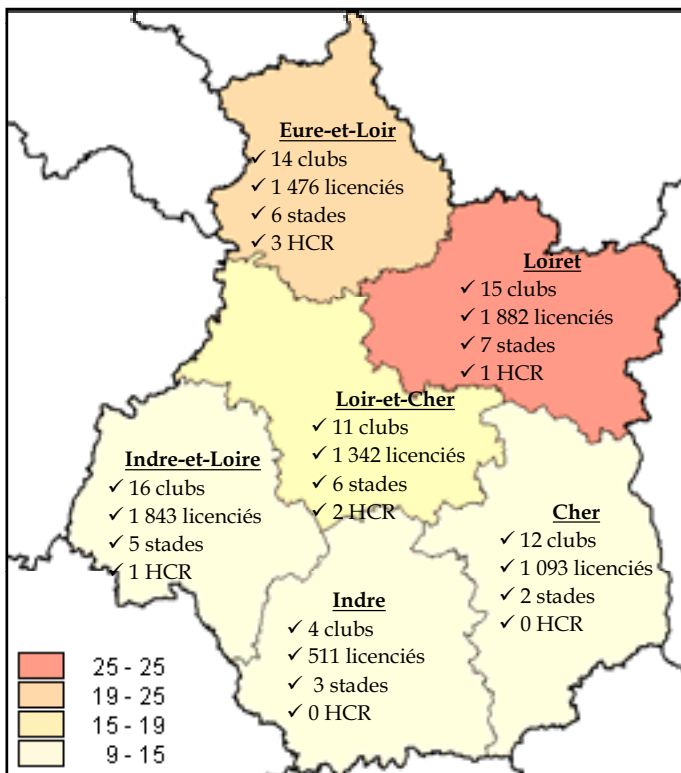 Eure-et-Loir
✓ 14 clubs
✓ 1 476 licenciés
✓ 6 stades
✓ 3 HCR
Loiret
✓ 15 clubs
✓ 1 882 licenciés
✓ 7 stades
✓ 1 HCR
Loir-et-Cher
✓ 11 clubs
✓ 1 342 licenciés
✓ 6 stades
✓ 2 HCR
Indre-et-Loire
✓ 16 clubs
✓ 1 843 licenciés
✓ 5 stades
✓ 1 HCR
Cher
✓ 12 clubs
✓ 1 093 licenciés
✓ 2 stades
✓ 0 HCR
Indre
✓ 4 clubs
✓ 511 licenciés
✓ 3 stades
✓ 0 HCR
25 - 25
19 - 25
15 - 19
9 - 15